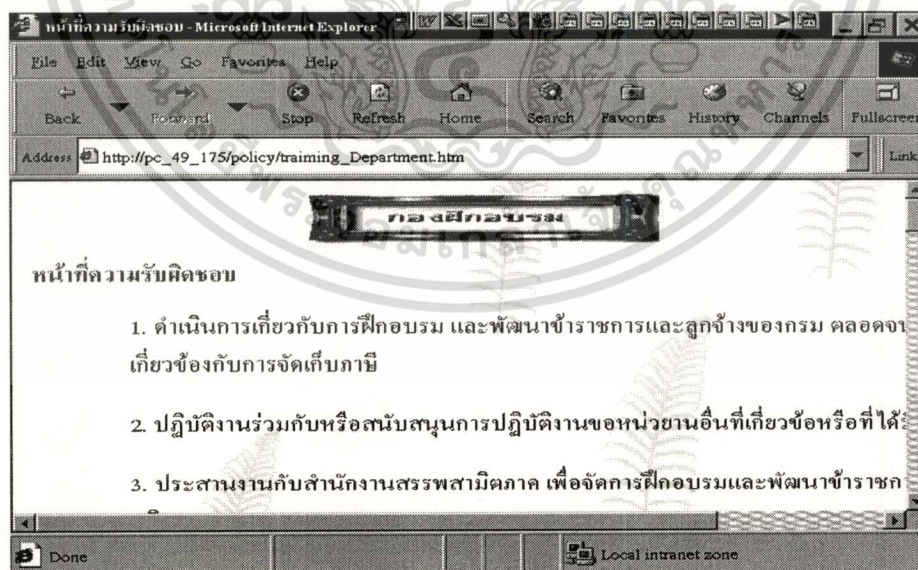 หน้าที่ความรับผิดชอบ - Microsoft Internet Explorer
File Edit View Go Favorites Help
Back Forward Stop Refresh Home Search Favorites History Channels Fullscreen
Address http://pc_49_175/policy/traiming_Department.htm Link
กองฝึกอบรม
หน้าที่ความรับผิดชอบ
1. ดำเนินการเกี่ยวกับการฝึกอบรม และพัฒนาข้าราชการและลูกจ้างของกรม ตลอดจน
เกี่ยวข้องกับการจัดเก็บภาษี
2. ปฏิบัติงานร่วมกับหรือสนับสนุนการปฏิบัติงานของหน่วยานอื่นที่เกี่ยวข้อหรือที่ได้
3. ประสานงานกับสำนักงานสรรพสามิตภาค เพื่อจัดการฝึกอบรมและพัฒนาข้าราชก
Done Local intranet zone